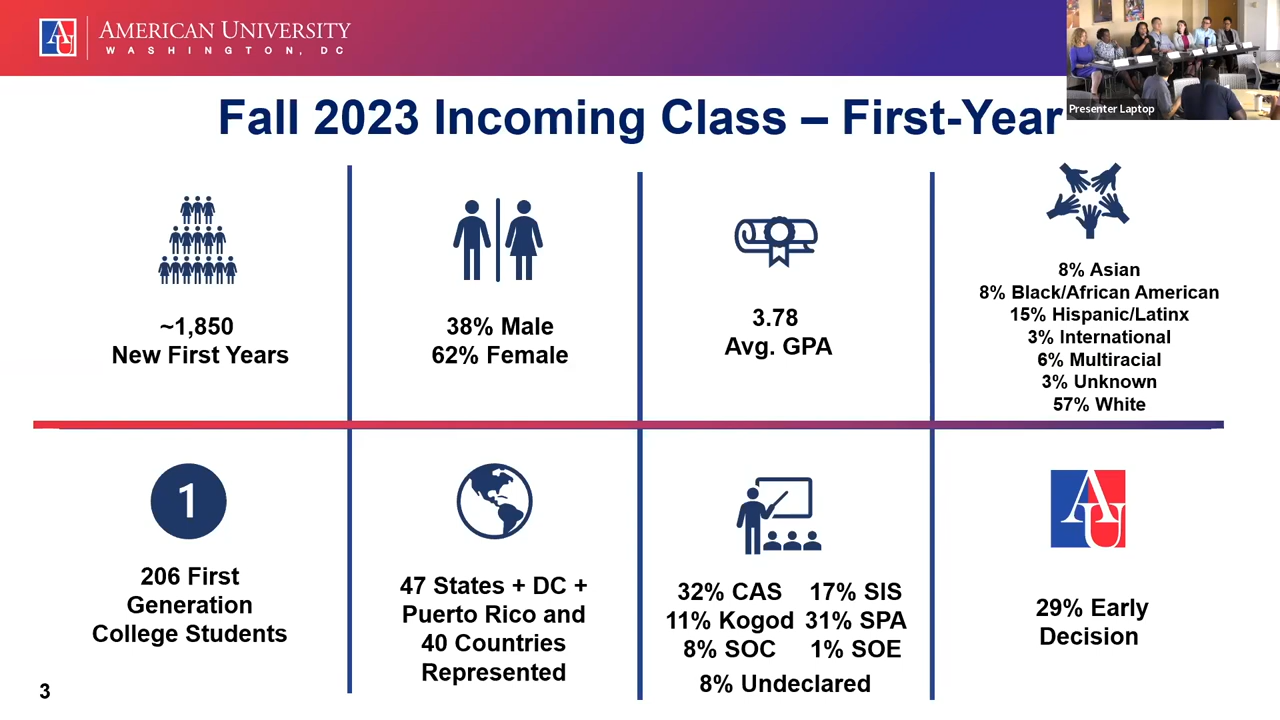 AU
AMERICAN UNIVERSITY
WASHINGTON, DC
Presenter Laptop
Fall 2023 Incoming Class – First-Year
~1,850
New First Years
38% Male
62% Female
3.78
Avg. GPA
8% Asian
8% Black/African American
15% Hispanic/Latinx
3% International
6% Multiracial
3% Unknown
57% White
1
206 First
Generation
College Students
47 States + DC +
Puerto Rico and
40 Countries
Represented
32% CAS 17% SIS
11% Kogod 31% SPA
8% SOC 1% SOE
8% Undeclared
AU
29% Early
Decision
3